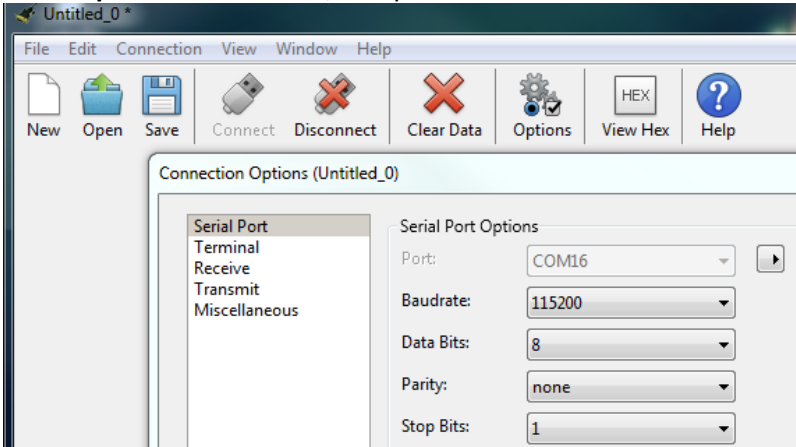 Untitled_0 *
File Edit Connection View Window Help
HEX
New Open Save Connect Disconnect Clear Data Options View Hex Help
Connection Options (Untitled_0)
Serial Port
Terminal
Receive
Transmit
Miscellaneous
Serial Port Options
Port: COM16
Baudrate: 115200
Data Bits: 8
Parity: none
Stop Bits: 1